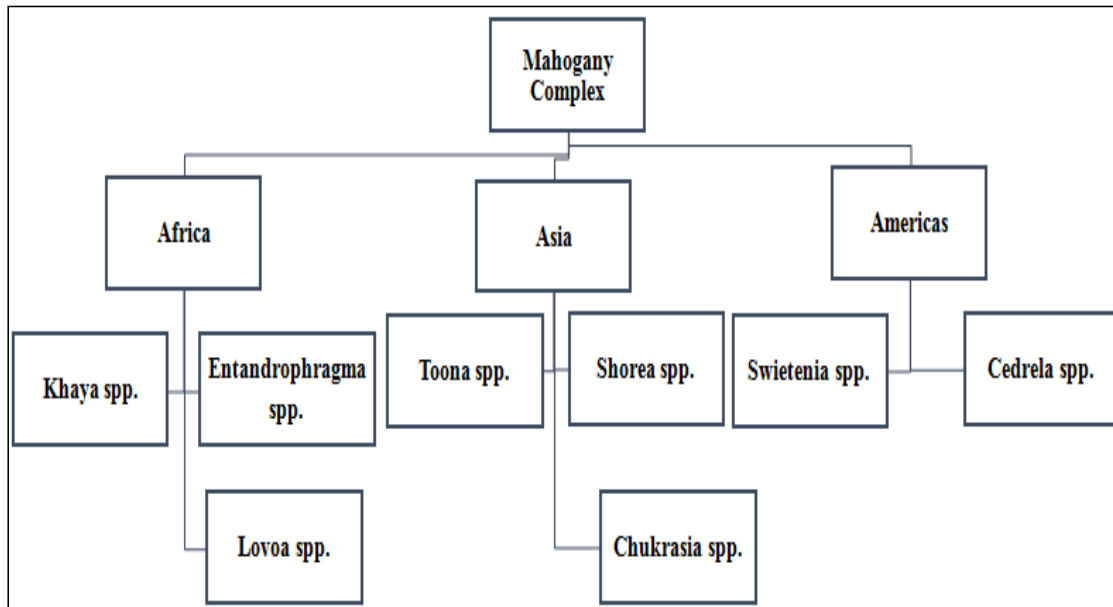 Mahogany
Complex
Africa
Asia
Americas
Khaya spp.
Entandrophragma
spp.
Toona spp.
Shorea spp.
Swietenia spp.
Cedrela spp.
Lovoa spp.
Chukrasia spp.